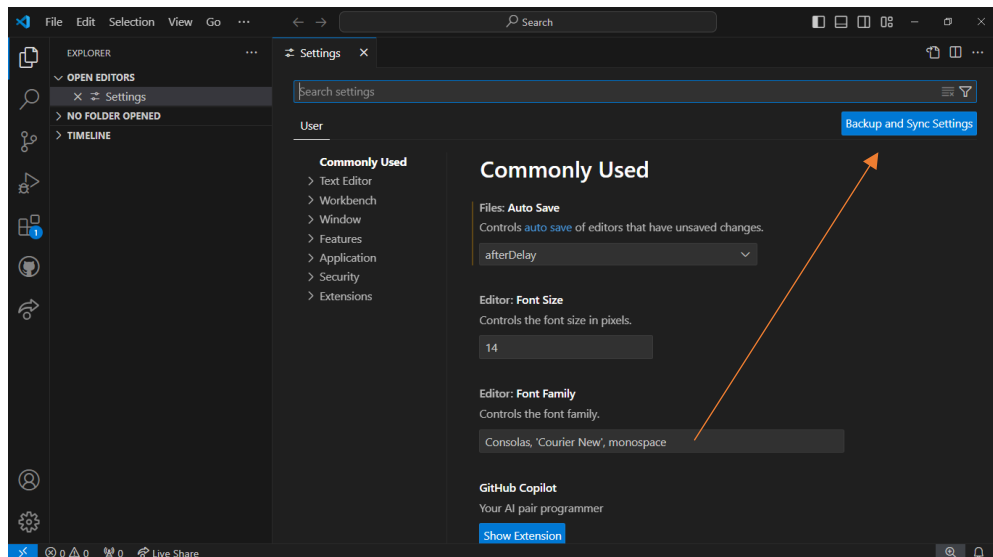 File Edit Selection View Go ··· Search
EXPLORER ···
OPEN EDITORS
Settings
NO FOLDER OPENED
TIMELINE
Settings
Search settings
User
Backup and Sync Settings
Commonly Used
Text Editor
Workbench
Window
Features
Application
Security
Extensions
Commonly Used
Files: Auto Save
Controls auto save of editors that have unsaved changes.
afterDelay
Editor: Font Size
Controls the font size in pixels.
14
Editor: Font Family
Controls the font family.
Consolas, 'Courier New', monospace
GitHub Copilot
Your AI pair programmer
Show Extension
1
0 0 0 Live Share